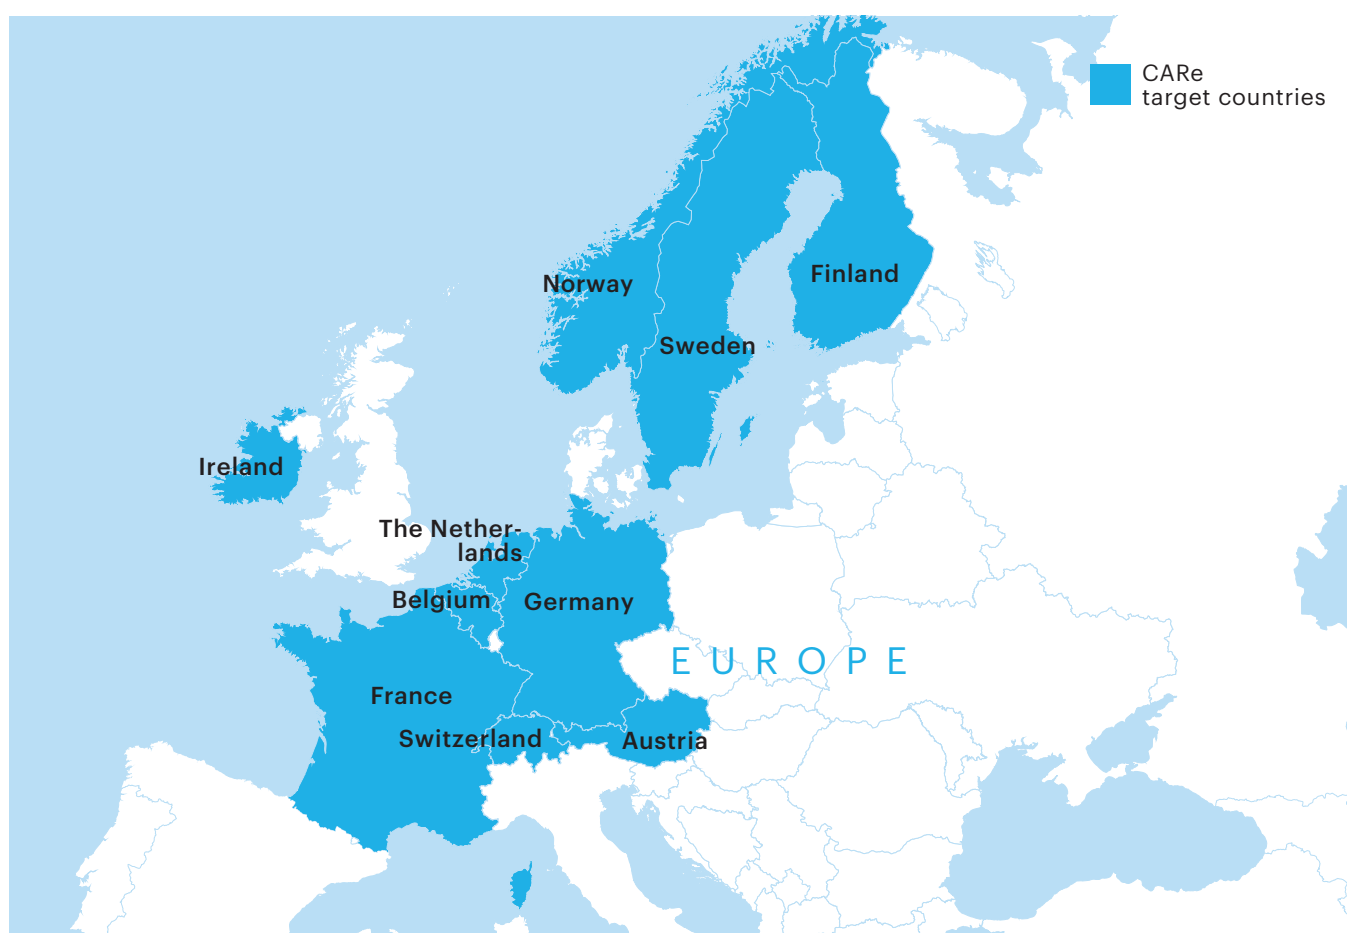 CARe
target countries
Norway
Finland
Sweden
Ireland
The Nether-
lands
Belgium
Germany
EUROPE
France
Switzerland
Austria